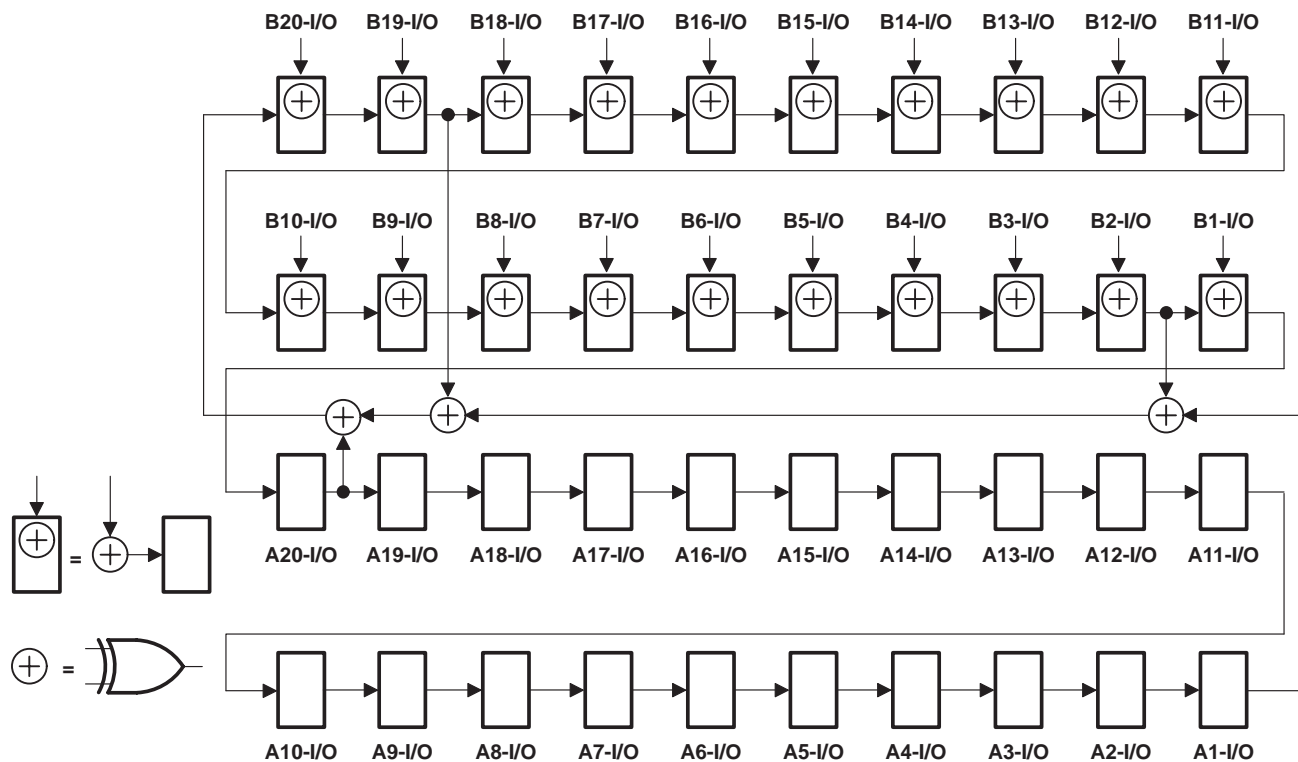 B20-I/O B19-I/O B18-I/O B17-I/O B16-I/O B15-I/O B14-I/O B13-I/O B12-I/O B11-I/O
B10-I/O B9-I/O B8-I/O B7-I/O B6-I/O B5-I/O B4-I/O B3-I/O B2-I/O B1-I/O
A20-I/O A19-I/O A18-I/O A17-I/O A16-I/O A15-I/O A14-I/O A13-I/O A12-I/O A11-I/O
=
=
A10-I/O A9-I/O A8-I/O A7-I/O A6-I/O A5-I/O A4-I/O A3-I/O A2-I/O A1-I/O